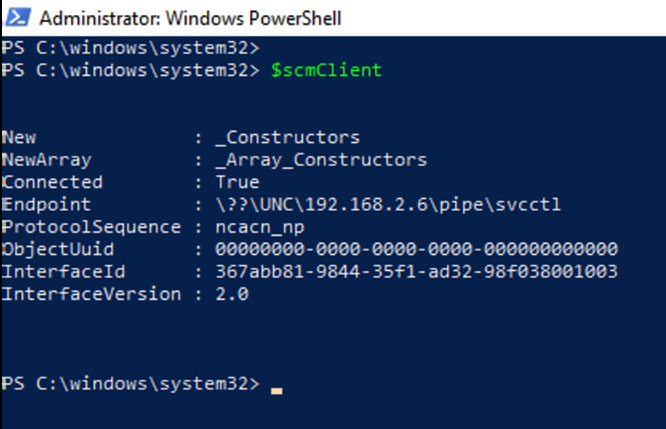 Administrator: Windows PowerShell
PS C:\windows\system32>
PS C:\windows\system32> $scmClient
New : _Constructors
NewArray : _Array_Constructors
Connected : True
Endpoint : \??\UNC\192.168.2.6\pipe\svcctl
ProtocolSequence : ncacn_np
ObjectUuid : 00000000-0000-0000-0000-000000000000
InterfaceId : 367abb81-9844-35f1-ad32-98f038001003
InterfaceVersion : 2.0
PS C:\windows\system32>